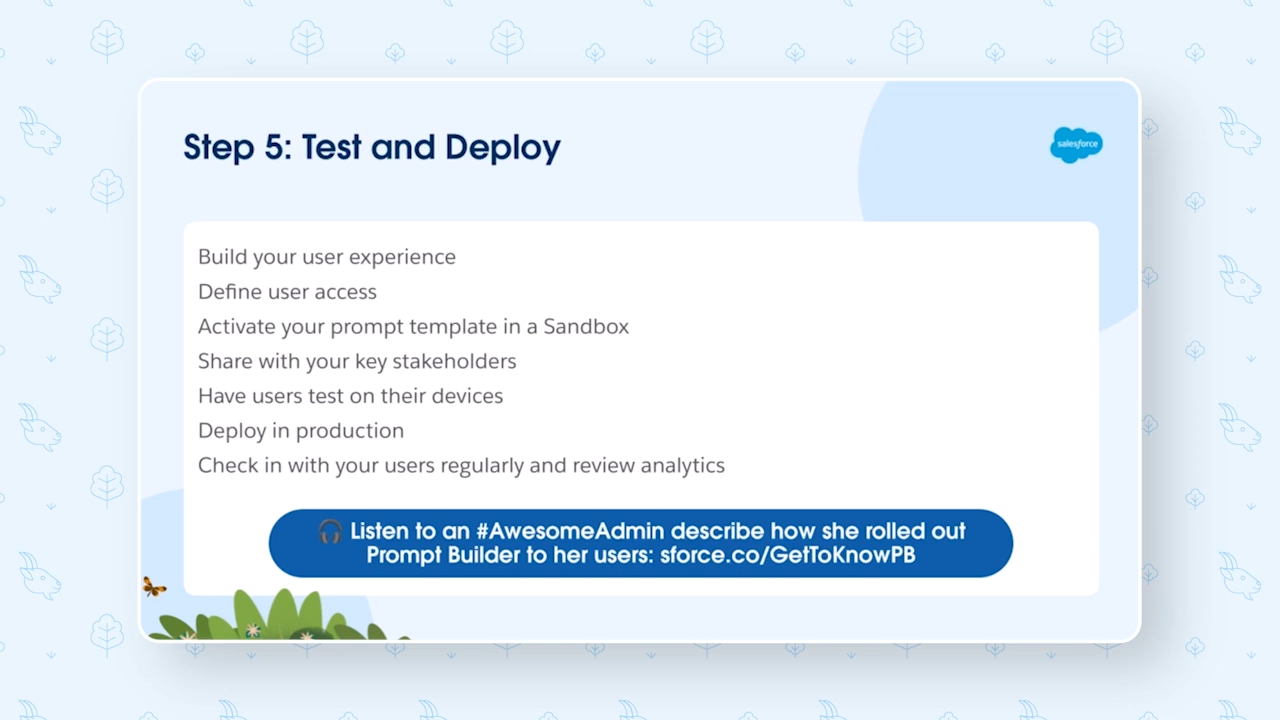 Step 5: Test and Deploy
salesforce
Build your user experience
Define user access
Activate your prompt template in a Sandbox
Share with your key stakeholders
Have users test on their devices
Deploy in production
Check in with your users regularly and review analytics
🎧 Listen to an #AwesomeAdmin describe how she rolled out
Prompt Builder to her users: sforce.co/GetToKnowPB